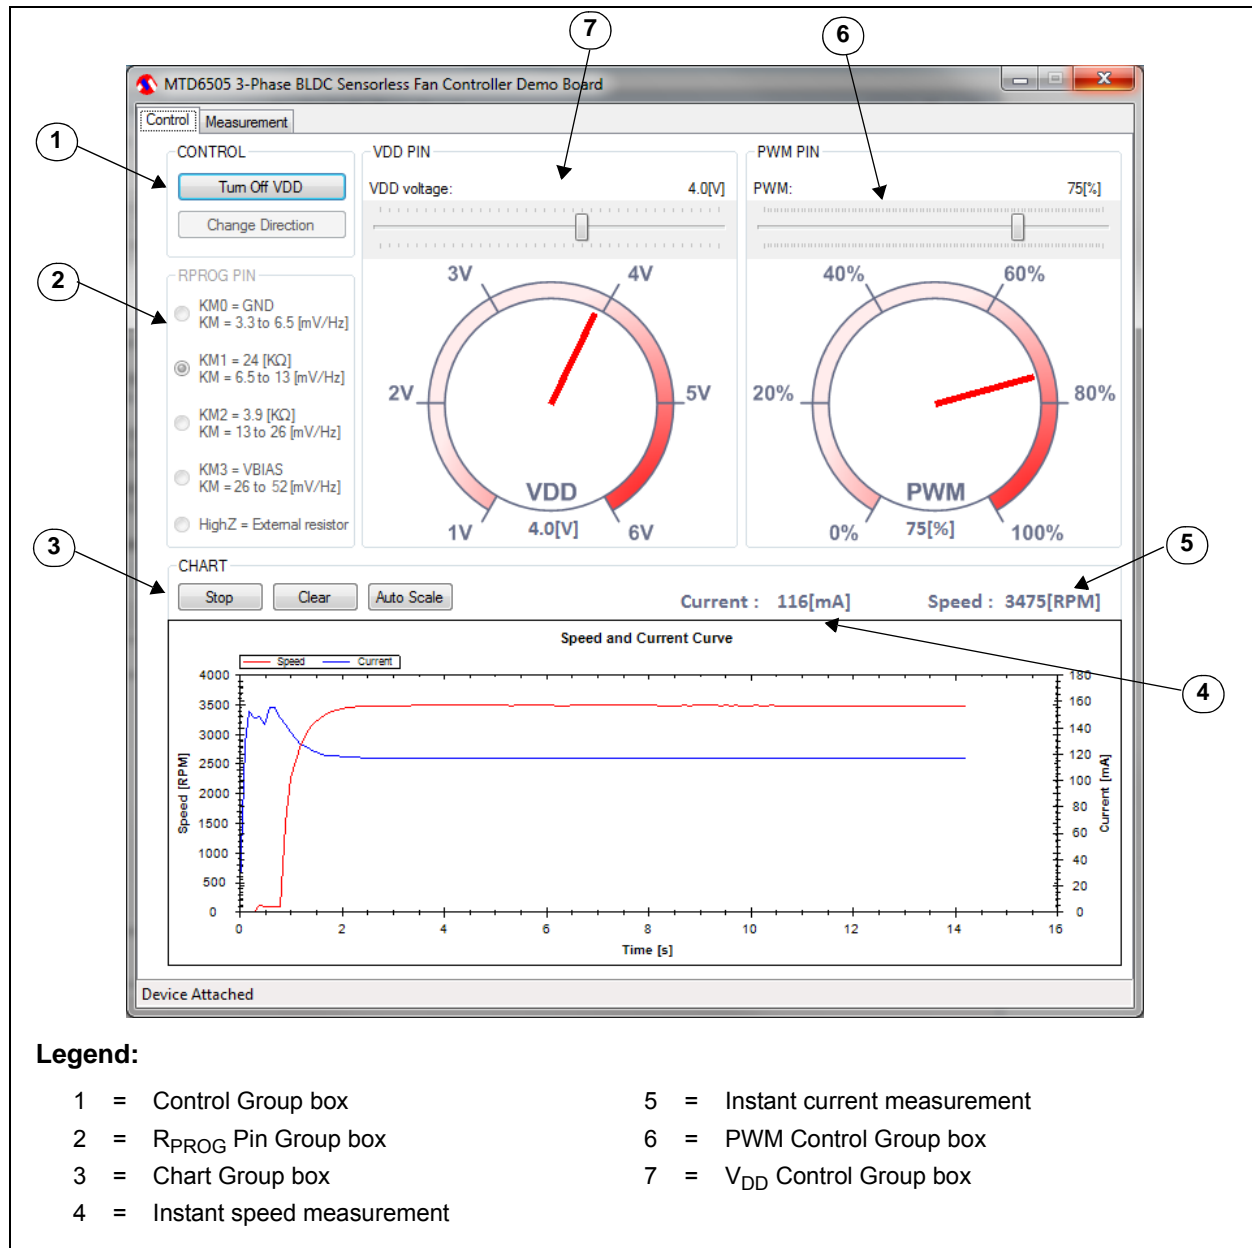 7
6
MTD6505 3-Phase BLDC Sensorless Fan Controller Demo Board
Control Measurement
1
CONTROL
Turn Off VDD
Change Direction
VDD PIN
VDD voltage: 4.0[V]
PWM PIN
PWM: 75[%]
2
RPROG PIN
KM0 = GND
KM = 3.3 to 6.5 [mV/Hz]
KM1 = 24 [KΩ]
KM = 6.5 to 13 [mV/Hz]
KM2 = 3.9 [KΩ]
KM = 13 to 26 [mV/Hz]
KM3 = VBIAS
KM = 26 to 52 [mV/Hz]
HighZ = External resistor
3V 4V
2V 5V
VDD
1V 4.0[V] 6V
40% 60%
20% 80%
PWM
0% 75[%] 100%
3
5
CHART
Stop Clear Auto Scale
Current : 116[mA] Speed : 3475[RPM]
4
Speed and Current Curve
Speed Current
4000
3500
3000
2500
2000
1500
1000
500
0
Speed [RPM]
180
160
140
120
100
80
60
40
20
0
Current [mA]
0 2 4 6 8 10 12 14 16
Time [s]
Device Attached
Legend:
1 = Control Group box
2 = RPROG Pin Group box
3 = Chart Group box
4 = Instant speed measurement
5 = Instant current measurement
6 = PWM Control Group box
7 = VDD Control Group box